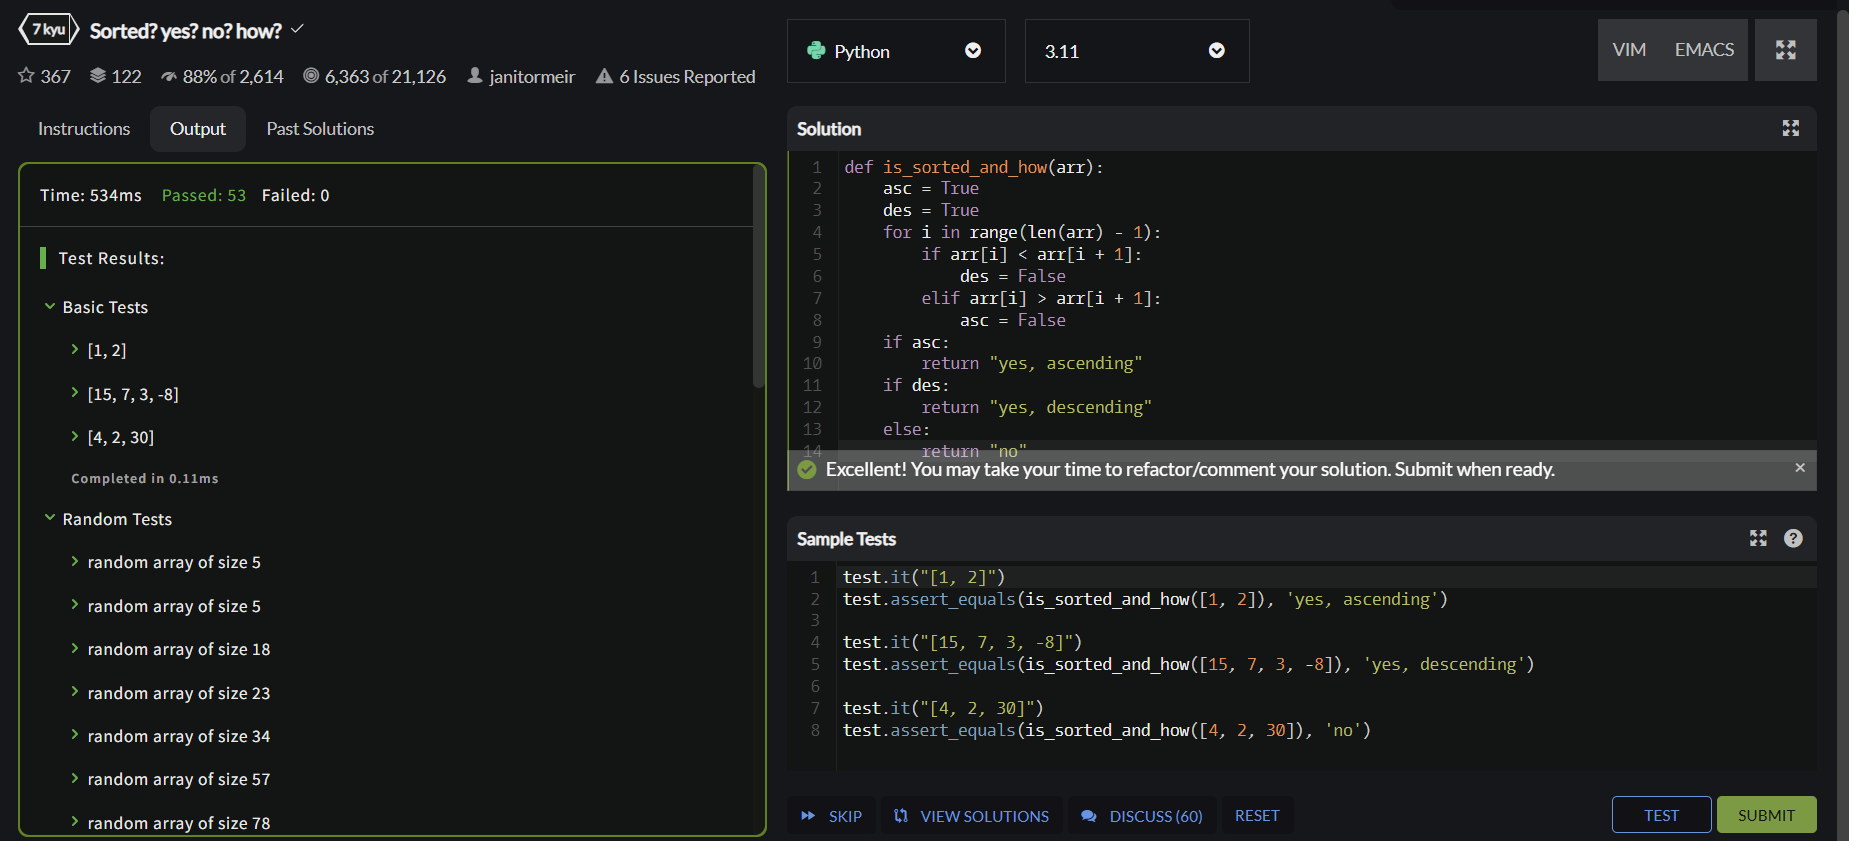 7 kyu
Sorted? yes? no? how?
367 122 88% of 2,614 6,363 of 21,126 janitormeir 6 Issues Reported
Instructions Output Past Solutions
Time: 534ms Passed: 53 Failed: 0
Test Results:
Basic Tests
[1, 2]
[15, 7, 3, -8]
[4, 2, 30]
Completed in 0.11ms
Random Tests
random array of size 5
random array of size 5
random array of size 18
random array of size 23
random array of size 34
random array of size 57
random array of size 78
Python 3.11 VIM EMACS
Solution
1 def is_sorted_and_how(arr):
2 asc = True
3 des = True
4 for i in range(len(arr) - 1):
5 if arr[i] < arr[i + 1]:
6 des = False
7 elif arr[i] > arr[i + 1]:
8 asc = False
9 if asc:
10 return "yes, ascending"
11 if des:
12 return "yes, descending"
13 else:
14 return "no"
Excellent! You may take your time to refactor/comment your solution. Submit when ready. ×
Sample Tests ?
1 test.it("[1, 2]")
2 test.assert_equals(is_sorted_and_how([1, 2]), 'yes, ascending')
3
4 test.it("[15, 7, 3, -8]")
5 test.assert_equals(is_sorted_and_how([15, 7, 3, -8]), 'yes, descending')
6
7 test.it("[4, 2, 30]")
8 test.assert_equals(is_sorted_and_how([4, 2, 30]), 'no')
SKIP VIEW SOLUTIONS DISCUSS (60) RESET TEST SUBMIT